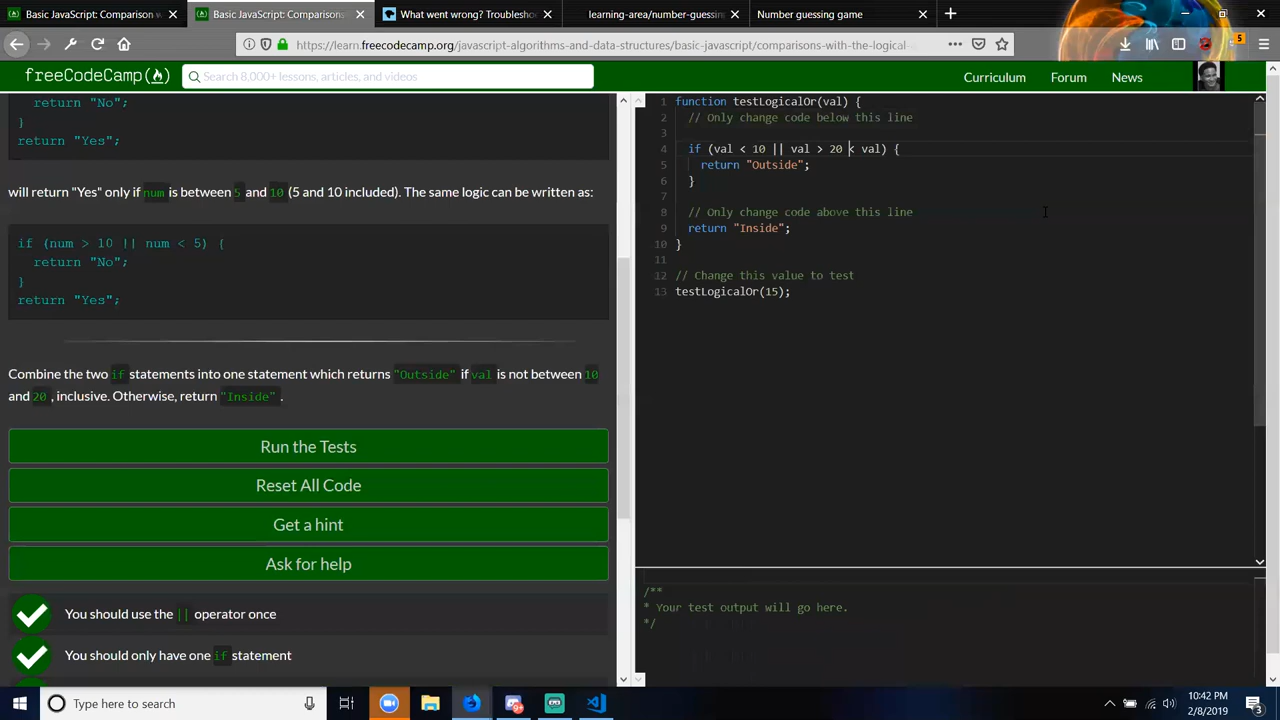 Basic JavaScript: Comparison w
Basic JavaScript: Comparisons
What went wrong? Troublesho
learning-area/number-guessin
Number guessing game
https://learn.freecodecamp.org/javascript-algorithms-and-data-structures/basic-javascript/comparisons-with-the-logical-
5
freeCodeCamp
Search 8,000+ lessons, articles, and videos
Curriculum
Forum
News
return "No";
}
return "Yes";
will return "Yes" only if num is between 5 and 10 (5 and 10 included). The same logic can be written as:
if (num > 10 || num < 5) {
return "No";
}
return "Yes";
Combine the two if statements into one statement which returns "Outside" if val is not between 10
and 20 , inclusive. Otherwise, return "Inside" .
Run the Tests
Reset All Code
Get a hint
Ask for help
You should use the || operator once
You should only have one if statement
1 function testLogicalOr(val) {
2 // Only change code below this line
3
4 if (val < 10 || val > 20 < val) {
5 return "Outside";
6 }
7
8 // Only change code above this line
9 return "Inside";
10 }
11
12 // Change this value to test
13 testLogicalOr(15);
/**
* Your test output will go here.
*/
Type here to search
10:42 PM
2/8/2019
3